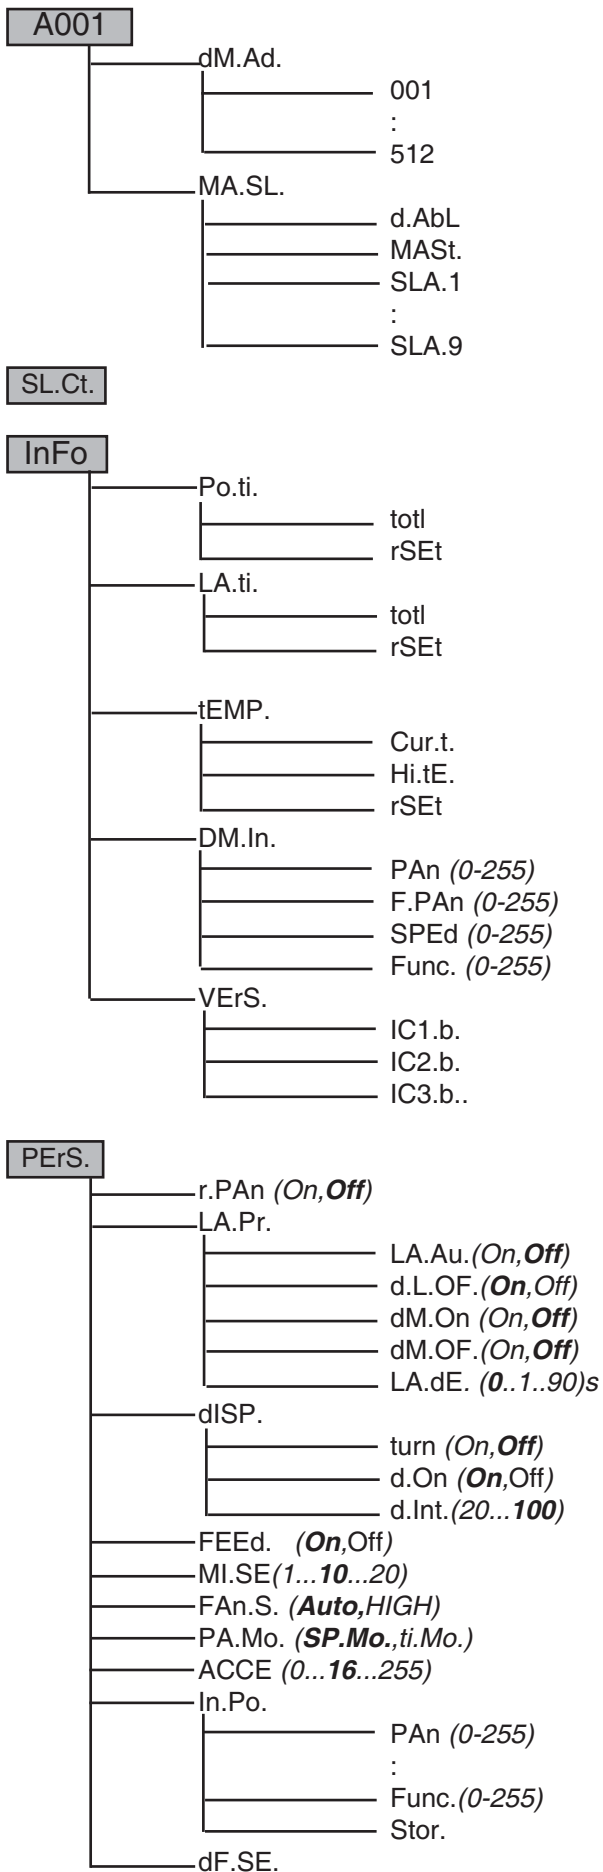 A001
dM.Ad.
001
:
512
MA.SL.
d.AbL
MASt.
SLA.1
:
SLA.9
SL.Ct.
InFo
Po.ti.
totl
rSEt
LA.ti.
totl
rSEt
tEMP.
Cur.t.
Hi.tE.
rSEt
DM.In.
PAn (0-255)
F.PAn (0-255)
SPEd (0-255)
Func. (0-255)
VErS.
IC1.b.
IC2.b.
IC3.b..
PErS.
r.PAn (On,Off)
LA.Pr.
LA.Au.(On,Off)
d.L.OF.(On,Off)
dM.On (On,Off)
dM.OF.(On,Off)
LA.dE. (0..1..90)s
dISP.
turn (On,Off)
d.On (On,Off)
d.Int.(20...100)
FEEd. (On,Off)
MI.SE(1...10...20)
FAn.S. (Auto,HIGH)
PA.Mo. (SP.Mo.,ti.Mo.)
ACCE (0...16...255)
In.Po.
PAn (0-255)
:
Func.(0-255)
Stor.
dF.SE.